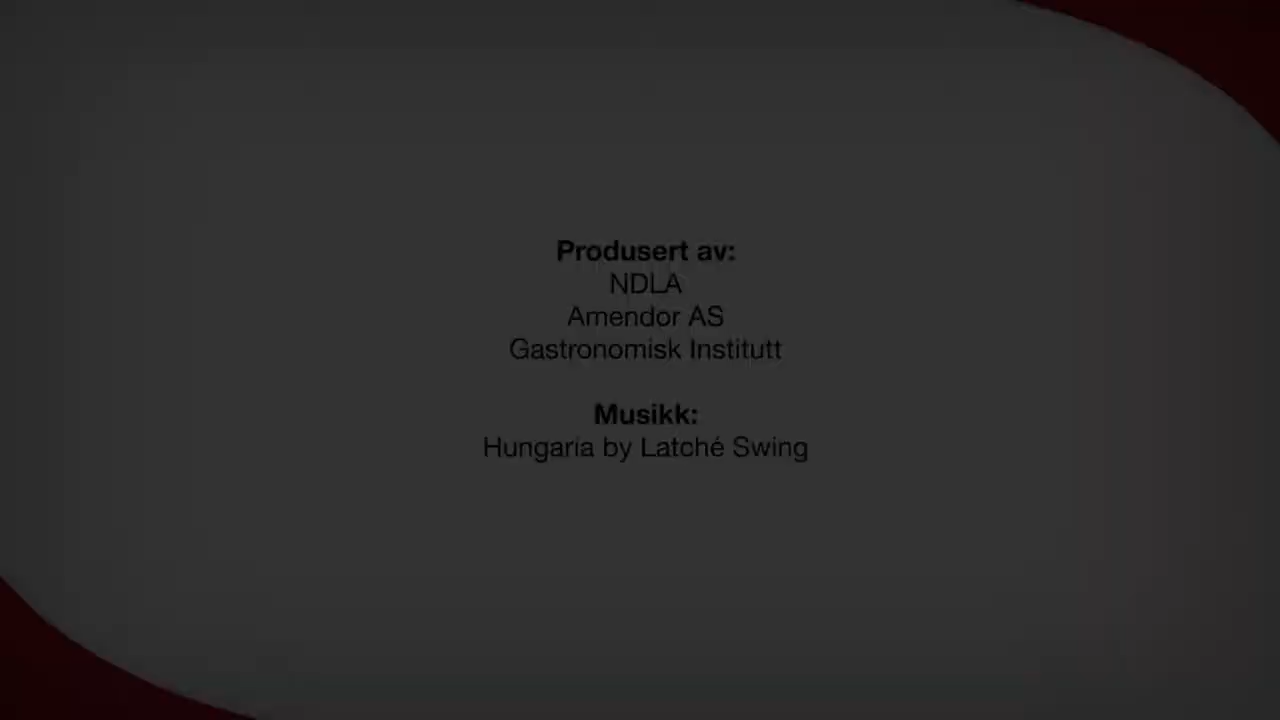 Produsert av:
NDLA
Amendor AS
Gastronomisk Institutt
Musikk:
Hungaria by Latché Swing